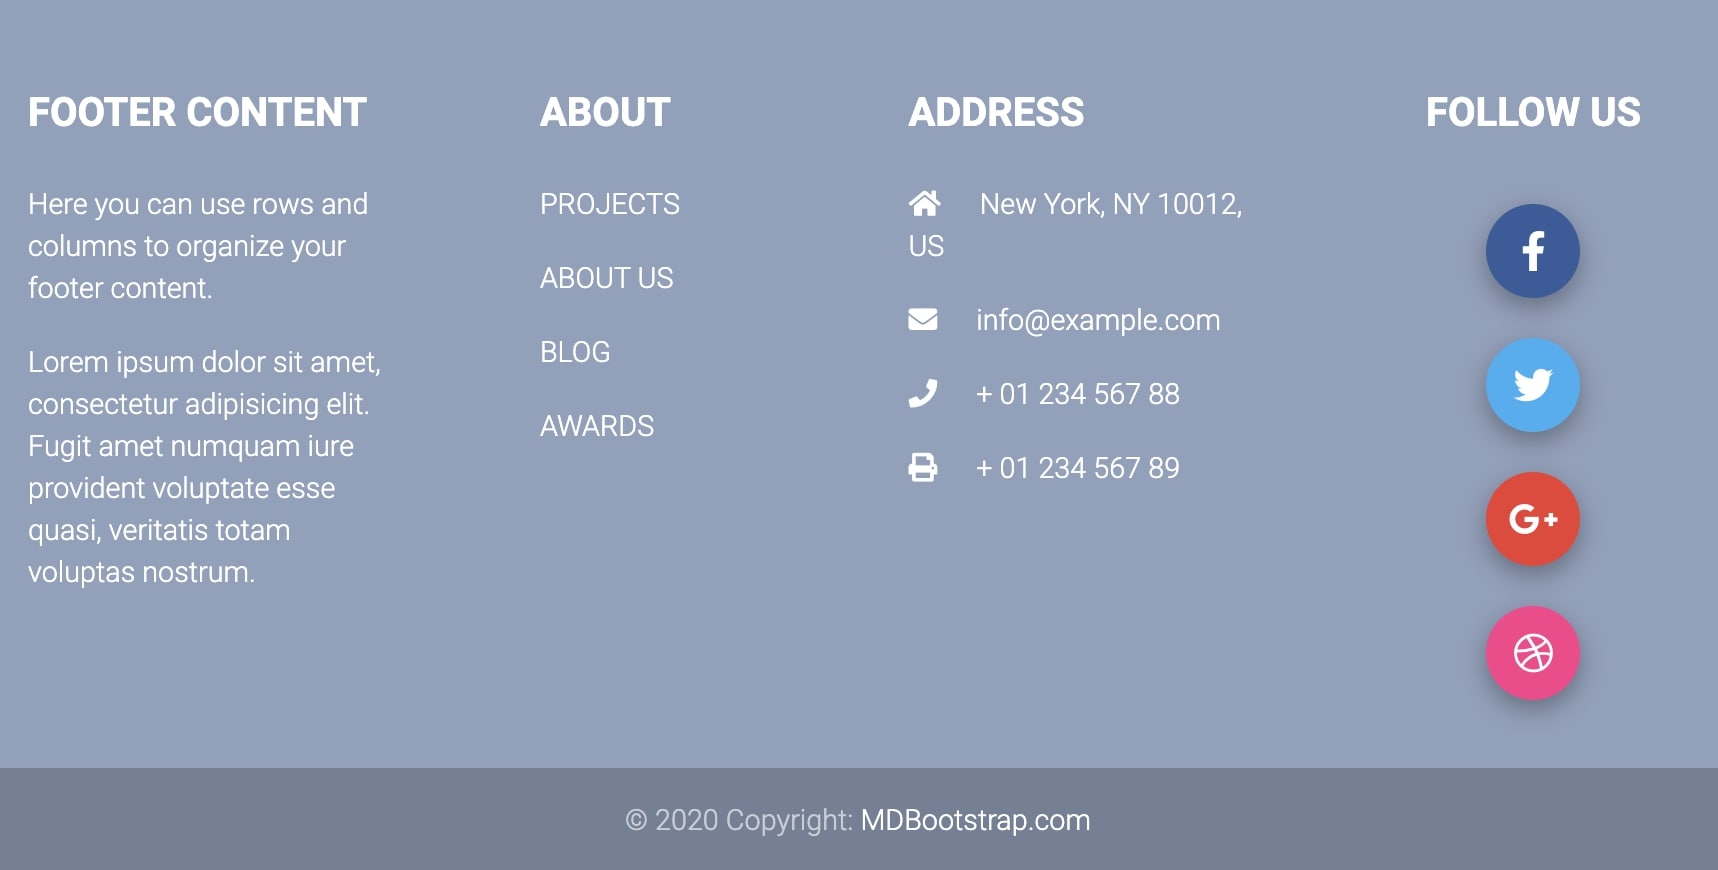 FOOTER CONTENT
Here you can use rows and
columns to organize your
footer content.
Lorem ipsum dolor sit amet,
consectetur adipisicing elit.
Fugit amet numquam iure
provident voluptate esse
quasi, veritatis totam
voluptas nostrum.
ABOUT
PROJECTS
ABOUT US
BLOG
AWARDS
ADDRESS
New York, NY 10012,
US
info@example.com
+ 01 234 567 88
+ 01 234 567 89
FOLLOW US
f
G+
© 2020 Copyright: MDBootstrap.com